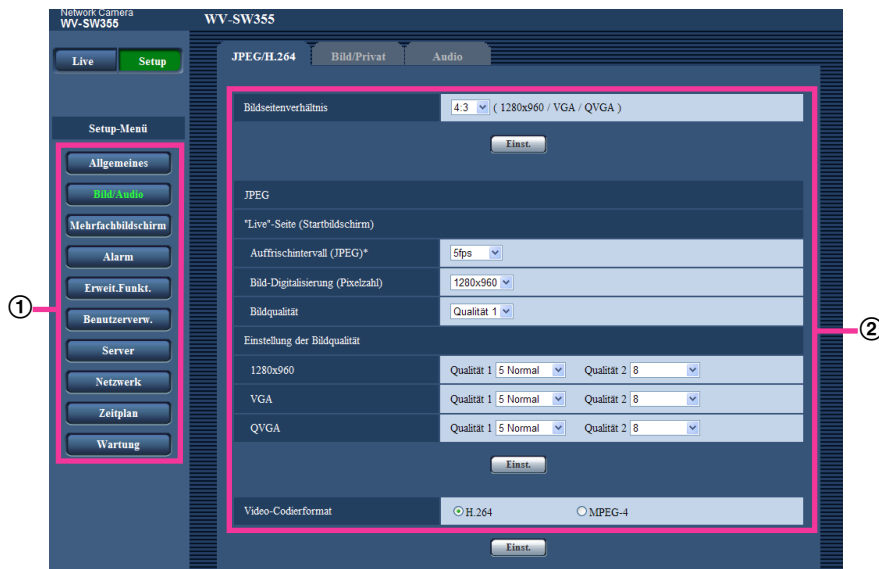 Network Camera
WV-SW355
WV-SW355
Live Setup
JPEG/H.264 Bild/Privat Audio
Setup-Menü
Allgemeines
Bild/Audio
Mehrfachbildschirm
Alarm
Erweit.Funkt.
Benutzerverw.
Server
Netzwerk
Zeitplan
Wartung
①
Bildseitenverhältnis 4:3 ( 1280x960 / VGA / QVGA )
Einst.
JPEG
"Live"-Seite (Startbildschirm)
Auffrischintervall (JPEG)* 5fps
Bild-Digitalisierung (Pixelzahl) 1280x960
Bildqualität Qualität 1
Einstellung der Bildqualität
1280x960 Qualität 1 5 Normal Qualität 2 8
VGA Qualität 1 5 Normal Qualität 2 8
QVGA Qualität 1 5 Normal Qualität 2 8
Einst.
Video-Codierformat H.264 MPEG-4
Einst.
②